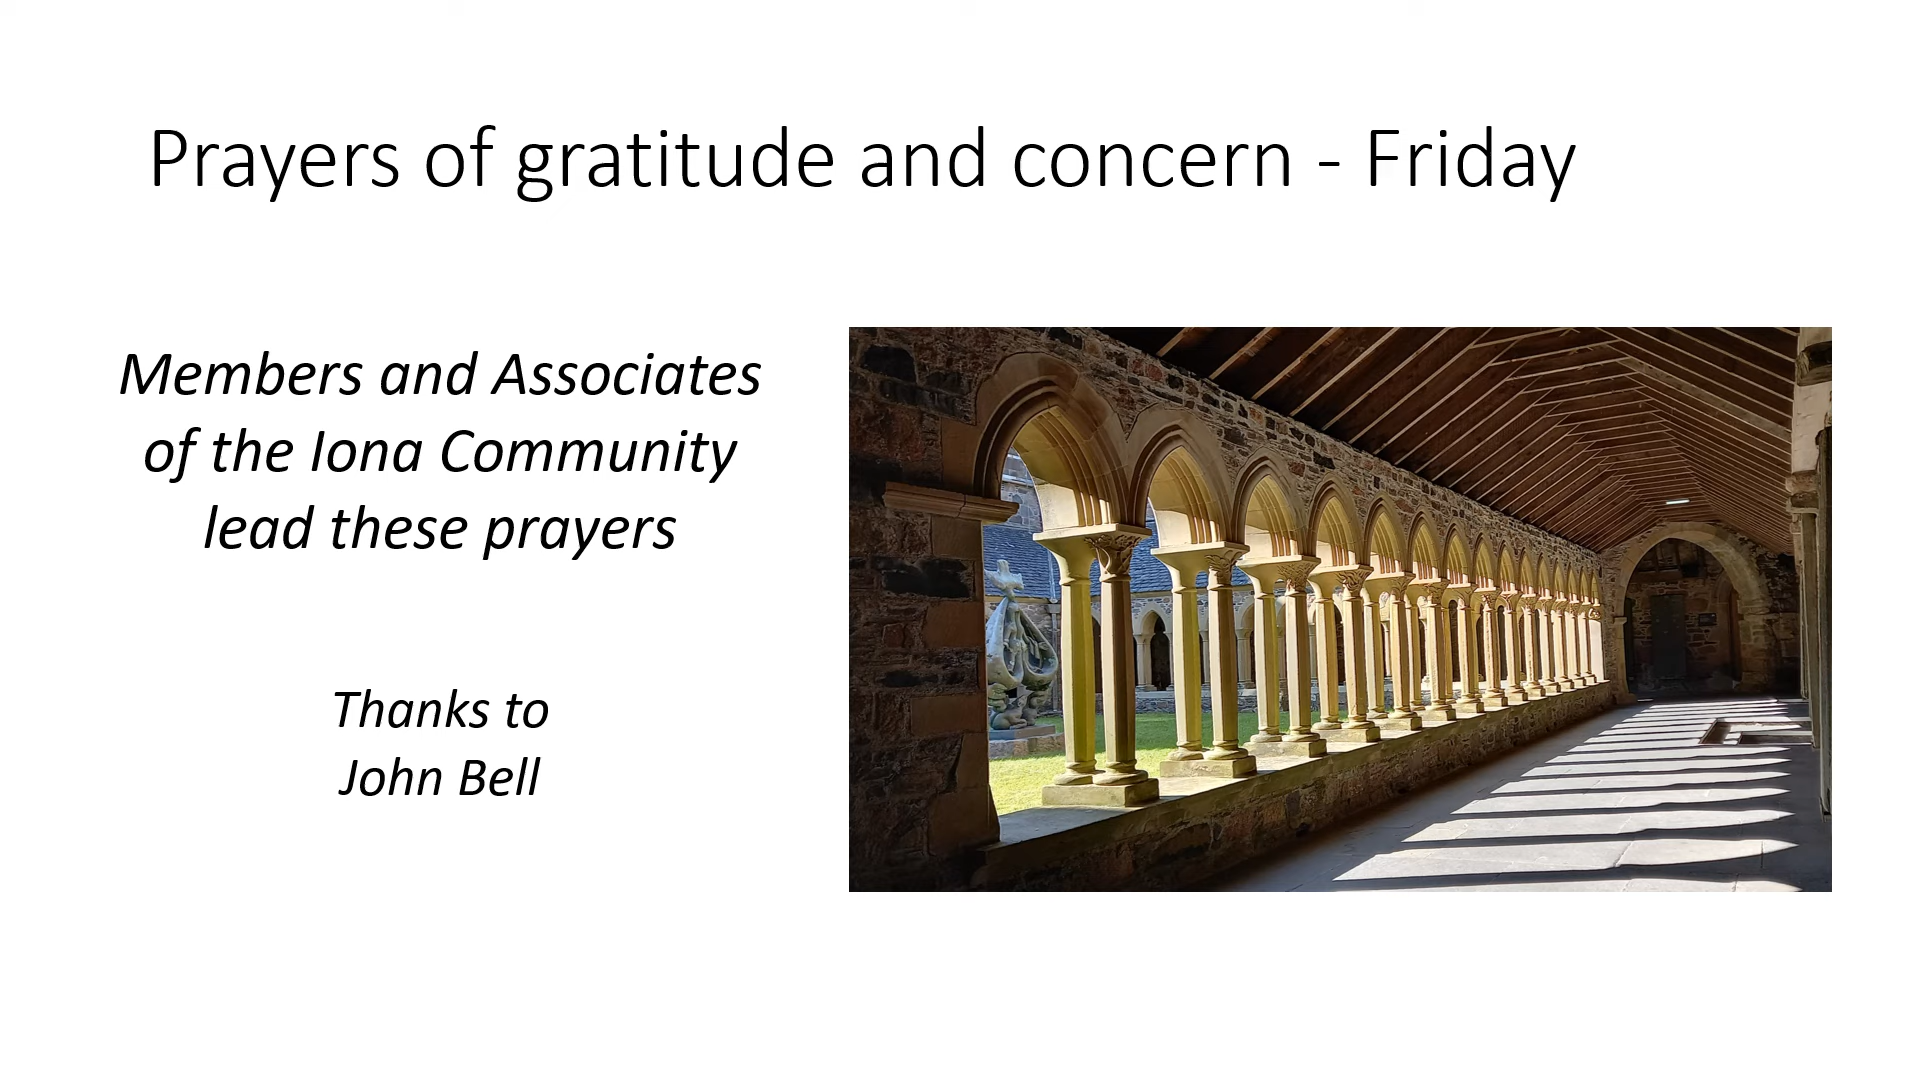 Prayers of gratitude and concern - Friday
Members and Associates
of the Iona Community
lead these prayers
Thanks to
John Bell